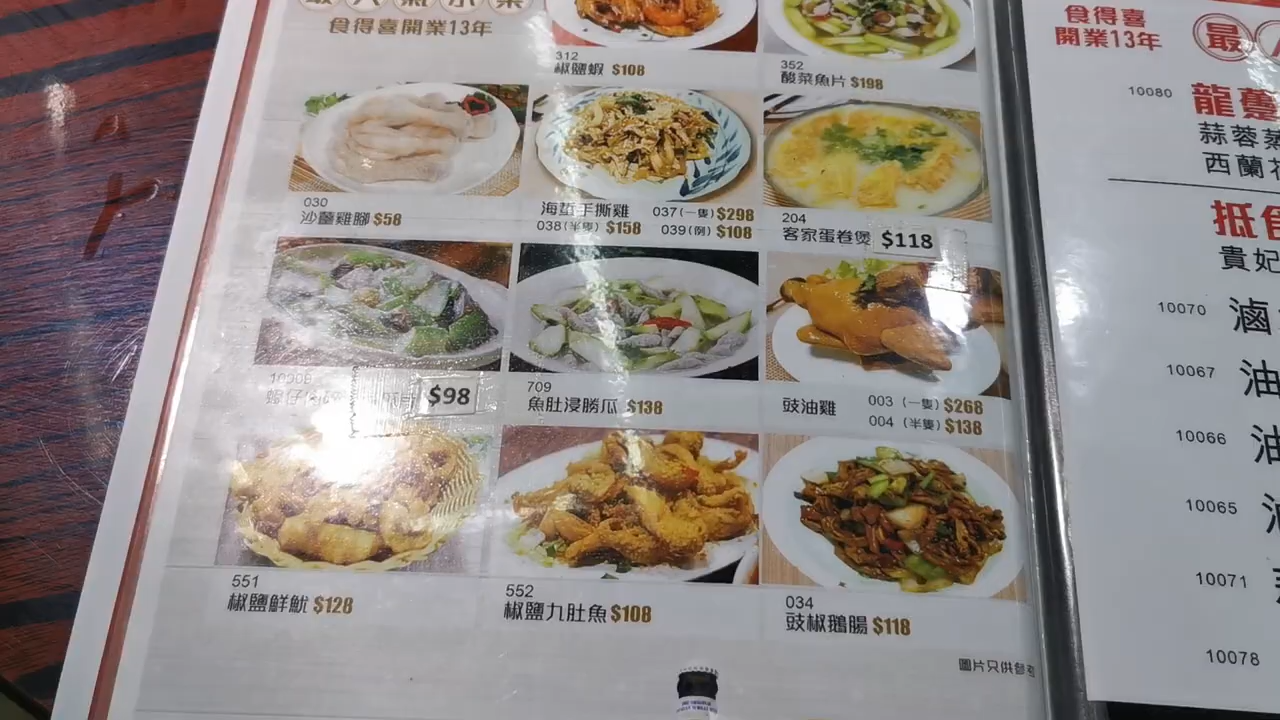 食得喜開業13年
312
椒鹽蝦 $108
352
酸菜魚片 $198
030
沙薑雞腳 $58
海蜇手撕雞 037(一隻) $298
038(半隻) $158 039(例) $108
204
客家蛋卷煲 $118
$98
709
魚肚浸勝瓜 $138
豉油雞 003 (一隻) $268
004 (半隻) $138
551
椒鹽鮮魷 $128
552
椒鹽九肚魚 $108
034
豉椒鵝腸 $118
圖片只供參考
食得喜
開業13年
最
10080
龍躉
蒜蓉蒸
西蘭花
抵食
貴妃
10070 滷
10067 油
10066 油
10065
10071
10078